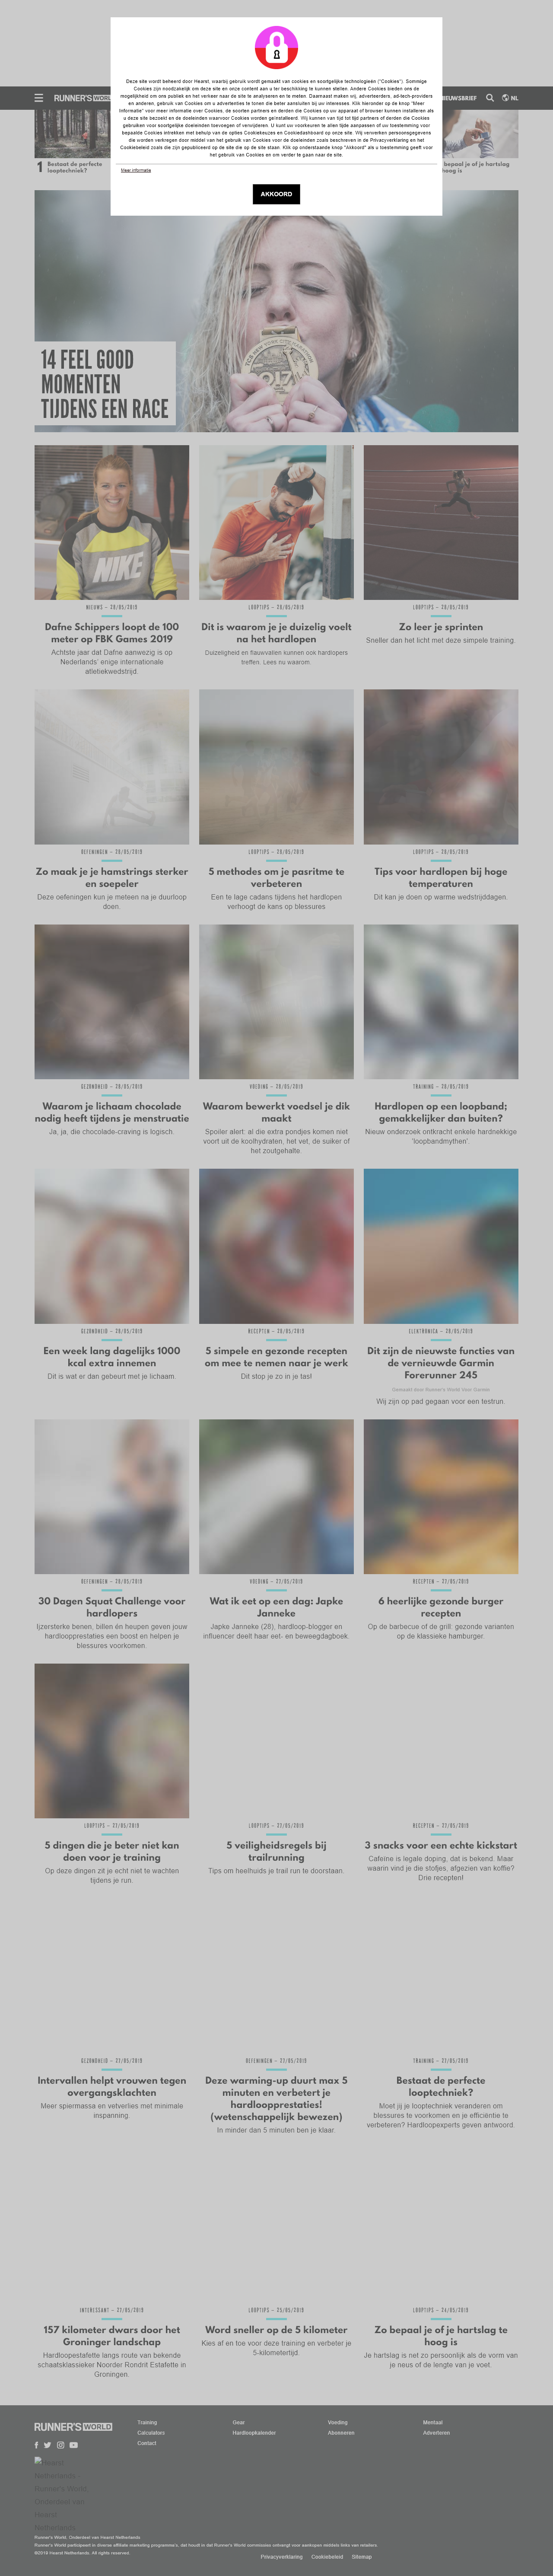 Deze site wordt beheerd door Hearst, waarbij gebruik wordt gemaakt van cookies en soortgelijke technologieën ("Cookies"). Sommige
Cookies zijn noodzakelijk om deze site en onze content aan u ter beschikking te kunnen stellen. Andere Cookies bieden ons de
mogelijkheid om ons publiek en het verkeer naar de site te analyseren en te meten. Daarnaast maken wij, adverteerders, ad-tech-providers
en anderen, gebruik van Cookies om u advertenties te tonen die beter aansluiten bij uw interesses. Klik hieronder op de knop "Meer
Informatie" voor meer informatie over Cookies, de soorten partners en derden die Cookies op uw apparaat of browser kunnen installeren als
u deze site bezoekt en de doeleinden waarvoor Cookies worden geïnstalleerd. Wij kunnen van tijd tot tijd partners of derden die Cookies
gebruiken voor soortgelijke doeleinden toevoegen of verwijderen. U kunt uw voorkeuren te allen tijde aanpassen of uw toestemming voor
bepaalde Cookies intrekken met behulp van de opties Cookiekeuzes en Cookiedashboard op onze site. Wij verwerken persoonsgegevens
die worden verkregen door middel van het gebruik van Cookies voor de doeleinden zoals beschreven in de Privacyverklaring en het
Cookiebeleid zoals die zijn gepubliceerd op de site die op de site staan. Klik op onderstaande knop "Akkoord" als u toestemming geeft voor
het gebruik van Cookies en om verder te gaan naar de site.
Meer informatie
AKKOORD
RUNNER'S WORLD
IEUWSBRIEF
NL
1 Bestaat de perfecte
looptechniek?
bepaal je of je hartslag
hoog is
14 FEEL GOOD
MOMENTEN
TIJDENS EEN RACE
NIKE
NIEUWS – 28/05/2019
Dafne Schippers loopt de 100
meter op FBK Games 2019
Achtste jaar dat Dafne aanwezig is op
Nederlands' enige internationale
atletiekwedstrijd.
LOOPTIPS – 28/05/2019
Dit is waarom je je duizelig voelt
na het hardlopen
Duizeligheid en flauwvallen kunnen ook hardlopers
treffen. Lees nu waarom.
LOOPTIPS – 28/05/2019
Zo leer je sprinten
Sneller dan het licht met deze simpele training.
OEFENINGEN – 28/05/2019
Zo maak je je hamstrings sterker
en soepeler
Deze oefeningen kun je meteen na je duurloop
doen.
LOOPTIPS – 28/05/2019
5 methodes om je pasritme te
verbeteren
Een te lage cadans tijdens het hardlopen
verhoogt de kans op blessures
LOOPTIPS – 28/05/2019
Tips voor hardlopen bij hoge
temperaturen
Dit kan je doen op warme wedstrijddagen.
GEZONDHEID – 28/05/2019
Waarom je lichaam chocolade
nodig heeft tijdens je menstruatie
Ja, ja, die chocolade-craving is logisch.
VOEDING – 28/05/2019
Waarom bewerkt voedsel je dik
maakt
Spoiler alert: al die extra pondjes komen niet
voort uit de koolhydraten, het vet, de suiker of
het zoutgehalte.
TRAINING – 28/05/2019
Hardlopen op een loopband;
gemakkelijker dan buiten?
Nieuw onderzoek ontkracht enkele hardnekkige
'loopbandmythen'.
GEZONDHEID – 28/05/2019
Een week lang dagelijks 1000
kcal extra innemen
Dit is wat er dan gebeurt met je lichaam.
RECEPTEN – 28/05/2019
5 simpele en gezonde recepten
om mee te nemen naar je werk
Dit stop je zo in je tas!
ELEKTRONICA – 28/05/2019
Dit zijn de nieuwste functies van
de vernieuwde Garmin
Forerunner 245
Gemaakt door Runner's World Voor Garmin
Wij zijn op pad gegaan voor een testrun.
OEFENINGEN – 28/05/2019
30 Dagen Squat Challenge voor
hardlopers
Ijzersterke benen, billen én heupen geven jouw
hardloopprestaties een boost en helpen je
blessures voorkomen.
VOEDING – 27/05/2019
Wat ik eet op een dag: Japke
Janneke
Japke Janneke (28), hardloop-blogger en
influencer deelt haar eet- en beweegdagboek.
RECEPTEN – 27/05/2019
6 heerlijke gezonde burger
recepten
Op de barbecue of de grill: gezonde varianten
op de klassieke hamburger.
LOOPTIPS – 27/05/2019
5 dingen die je beter niet kan
doen voor je training
Op deze dingen zit je echt niet te wachten
tijdens je run.
LOOPTIPS – 27/05/2019
5 veiligheidsregels bij
trailrunning
Tips om heelhuids je trail run te doorstaan.
RECEPTEN – 27/05/2019
3 snacks voor een echte kickstart
Cafeïne is legale doping, dat is bekend. Maar
waarin vind je die stofjes, afgezien van koffie?
Drie recepten!
GEZONDHEID – 27/05/2019
Intervallen helpt vrouwen tegen
overgangsklachten
Meer spiermassa en vetverlies met minimale
inspanning.
OEFENINGEN – 27/05/2019
Deze warming-up duurt max 5
minuten en verbetert je
hardloopprestaties!
(wetenschappelijk bewezen)
In minder dan 5 minuten ben je klaar.
TRAINING – 27/05/2019
Bestaat de perfecte
looptechniek?
Moet jij je looptechniek veranderen om
blessures te voorkomen en je efficiëntie te
verbeteren? Hardloopexperts geven antwoord.
INTERESSANT – 27/05/2019
157 kilometer dwars door het
Groninger landschap
Hardloopestafette langs route van bekende
schaatsklassieker Noorder Rondrit Estafette in
Groningen.
LOOPTIPS – 25/05/2019
Word sneller op de 5 kilometer
Kies af en toe voor deze training en verbeter je
5-kilometertijd.
LOOPTIPS – 24/05/2019
Zo bepaal je of je hartslag te
hoog is
Je hartslag is net zo persoonlijk als de vorm van
je neus of de lengte van je voet.
RUNNER'S WORLD
Training
Gear
Voeding
Mentaal
Calculators
Hardloopkalender
Abonneren
Adverteren
Contact
Runner's World, Onderdeel van Hearst Netherlands
Runner's World participeert in diverse affiliate marketing programma's, dat houdt in dat Runner's World commissies ontvangt voor aankopen middels links van retailers.
©2019 Hearst Netherlands. All rights reserved.
Privacyverklaring
Cookiebeleid
Sitemap